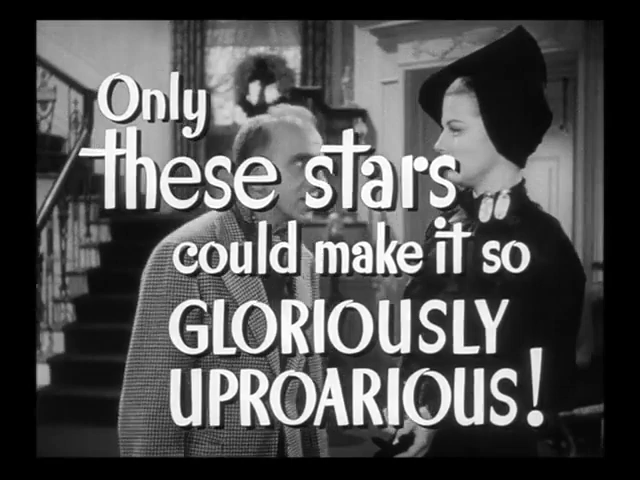 Only
these stars
could make it so
GLORIOUSLY
UPROARIOUS!